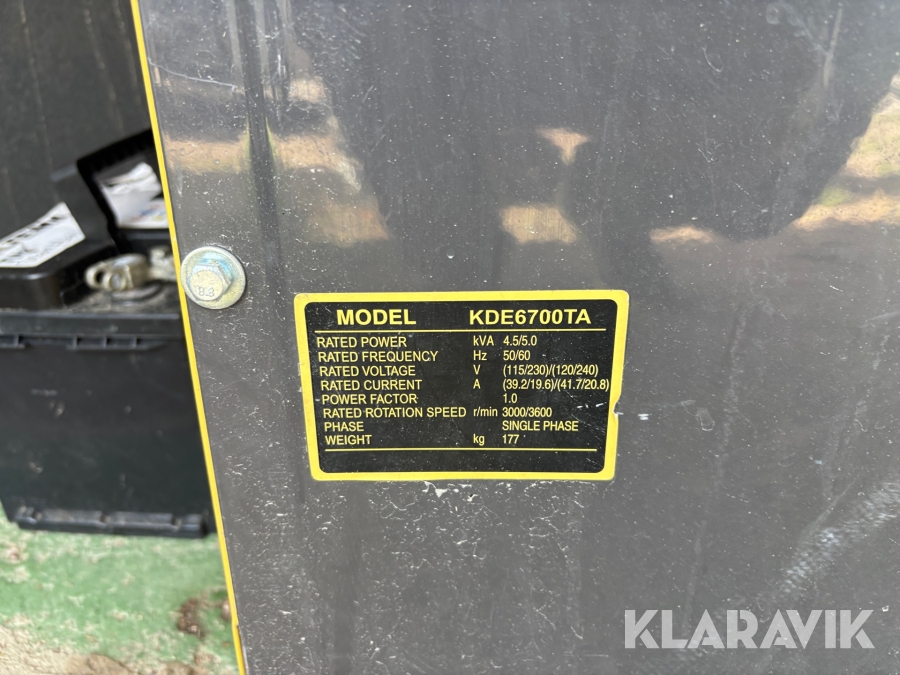 MODEL KDE6700TA
RATED POWER kVA 4.5/5.0
RATED FREQUENCY Hz 50/60
RATED VOLTAGE V (115/230)/(120/240)
RATED CURRENT A (39.2/19.6)/(41.7/20.8)
POWER FACTOR 1.0
RATED ROTATION SPEED r/min 3000/3600
PHASE SINGLE PHASE
WEIGHT kg 177
8.8
KLARAVIK